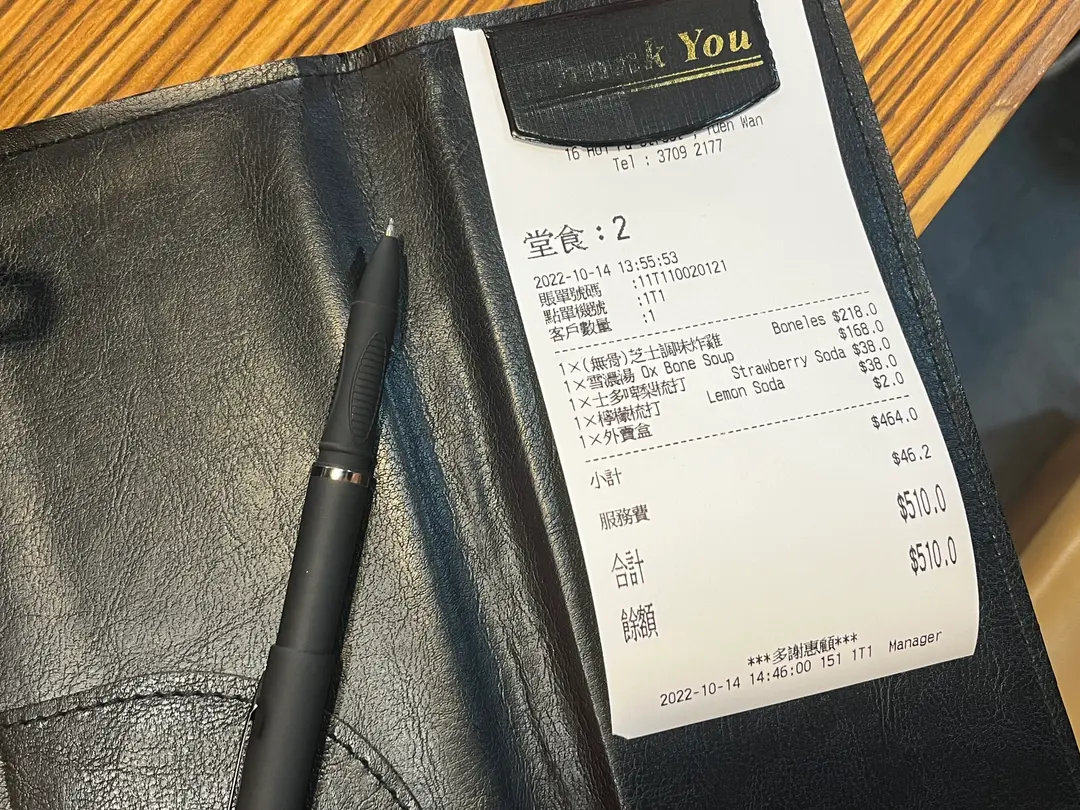 Thank You
Tel : 3709 2177
堂食：2
2022-10-14 13:55:53
賬單號碼 :11T110020121
點單機號 :1T1
客戶數量 :1
1×(無骨)芝士調味炸雞 Boneles $218.0
1×雪濃湯 Ox Bone Soup $168.0
1×士多啤梨梳打 Strawberry Soda $38.0
1×檸檬梳打 Lemon Soda $38.0
1×外賣盒 $2.0
小計 $464.0
服務費 $46.2
合計 $510.0
餘額 $510.0
***多謝惠顧***
2022-10-14 14:46:00 151 1T1 Manager